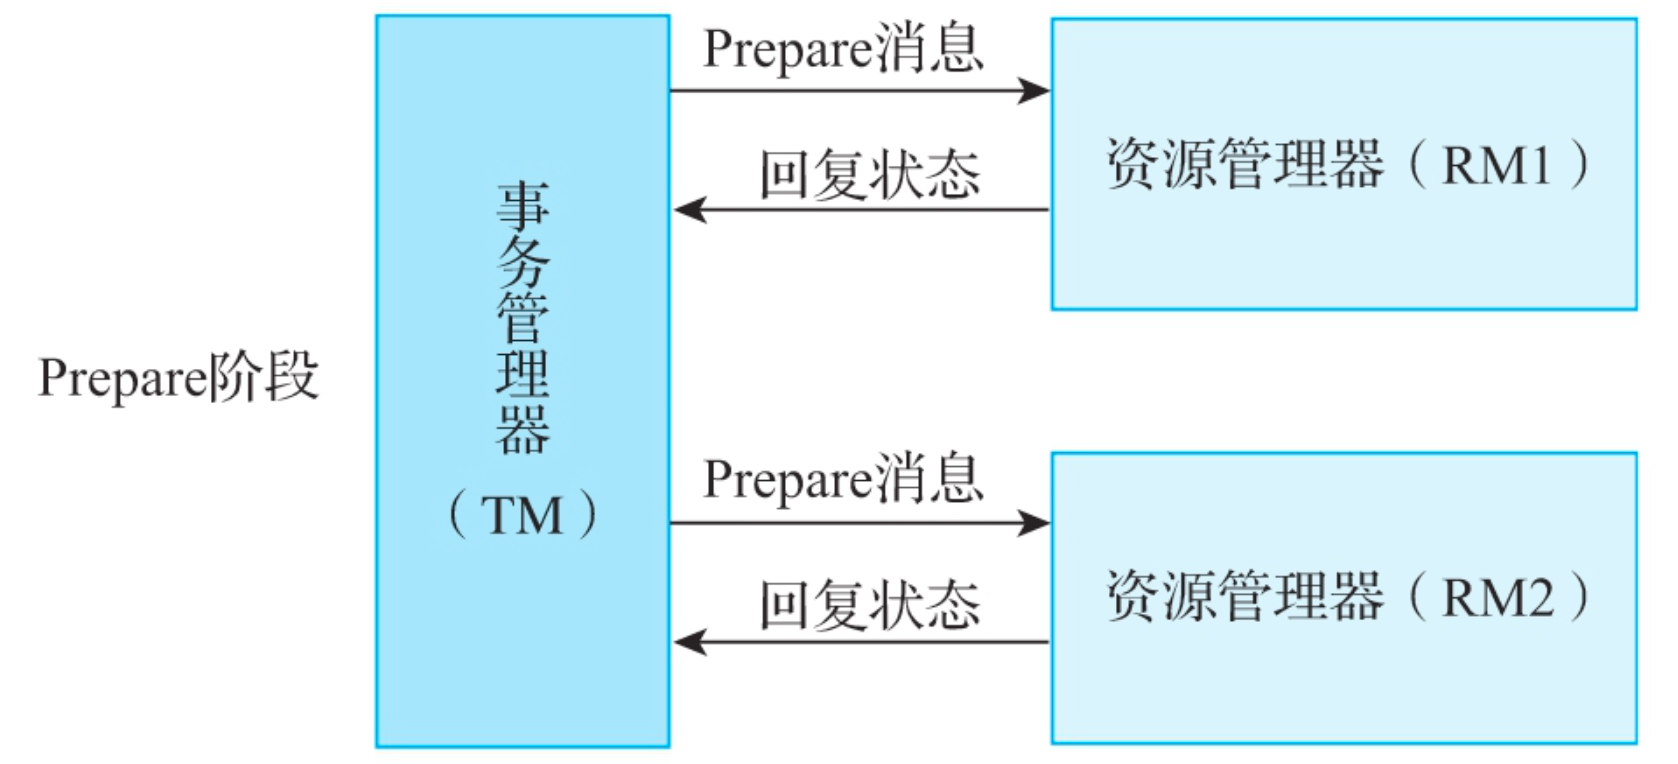 Prepare阶段
事务管理器
（TM）
Prepare消息
回复状态
资源管理器（RM1）
Prepare消息
回复状态
资源管理器（RM2）